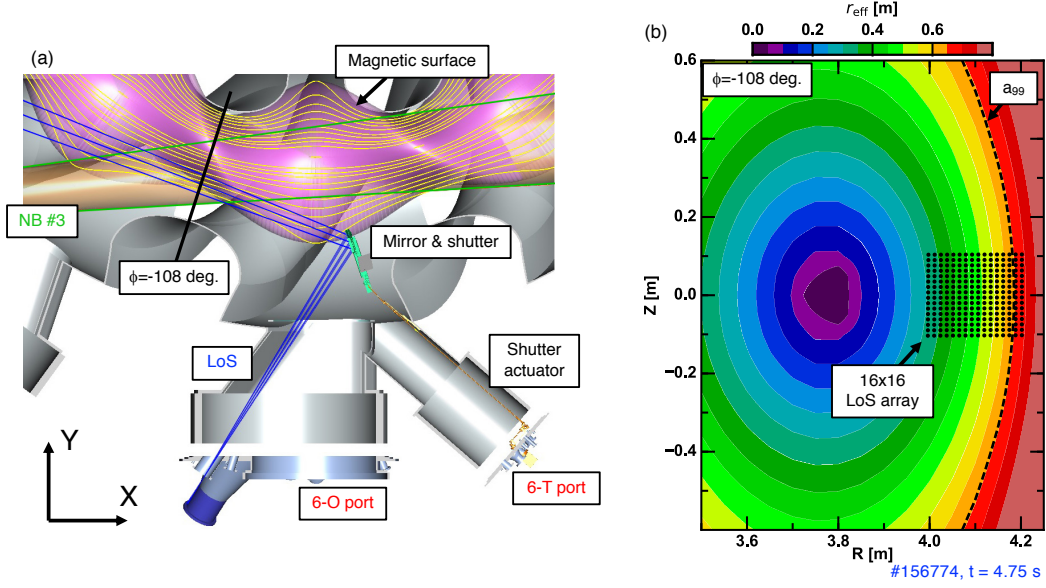 (a)
Magnetic surface
NB #3
Mirror & shutter
ϕ=-108 deg.
LoS
Shutter
actuator
Y
X
6-O port
6-T port
(b)
r_eff [m]
0.0 0.2 0.4 0.6
ϕ=-108 deg.
a_99
0.6
0.4
0.2
0.0
−0.2
−0.4
Z [m]
16x16
LoS array
3.6 3.8 4.0 4.2
R [m]
#156774, t = 4.75 s